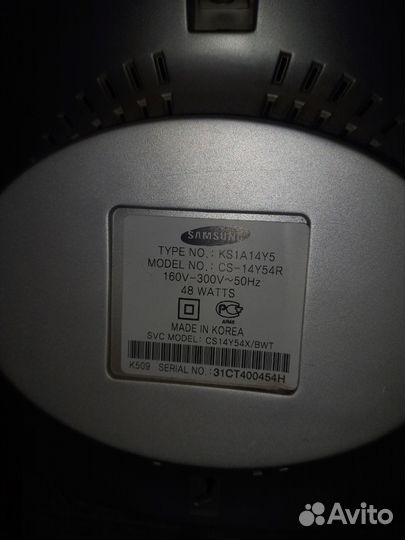 SAMSUNG
TYPE NO.: KS1A14Y5
MODEL NO.: CS-14Y54R
160V-300V~50Hz
48 WATTS
MADE IN KOREA
SVC MODEL: CS14Y54X/BWT
K509 SERIAL NO.:31CT400454H
Avito